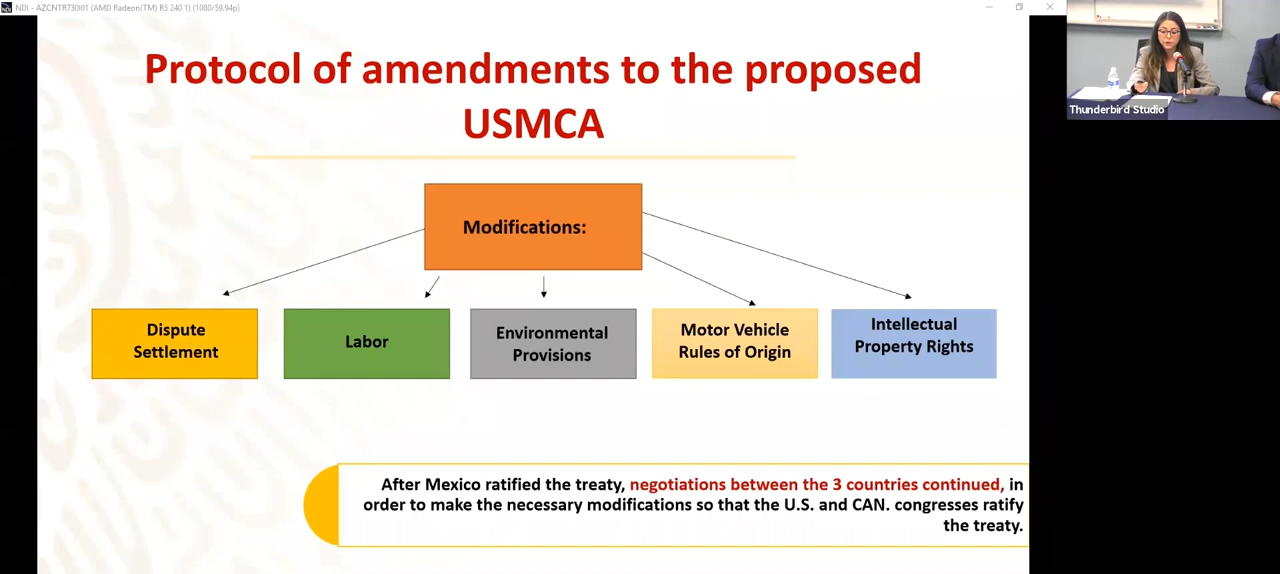 NDI - AZCNTR730I01 (AMD Radeon(TM) R5 240 1) (1080/59.94p)
Protocol of amendments to the proposed
USMCA
Thunderbird Studio
Modifications:
Dispute
Settlement
Labor
Environmental
Provisions
Motor Vehicle
Rules of Origin
Intellectual
Property Rights
After Mexico ratified the treaty, negotiations between the 3 countries continued, in
order to make the necessary modifications so that the U.S. and CAN. congresses ratify
the treaty.